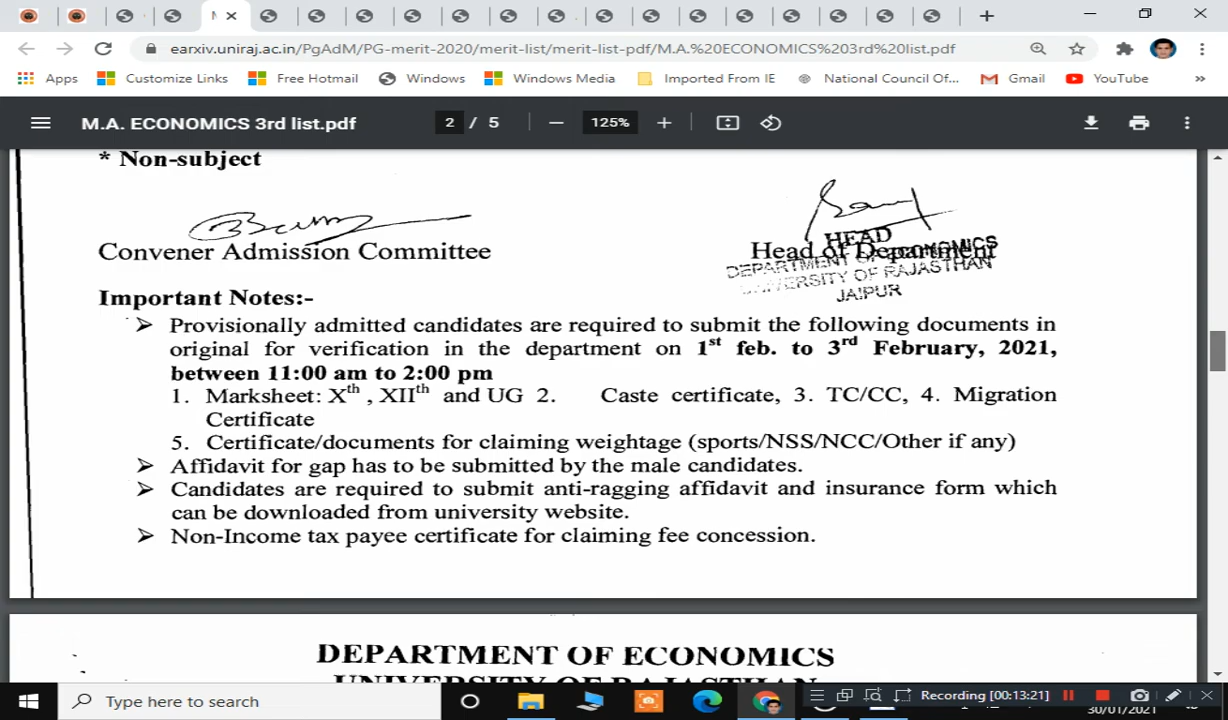 earxiv.uniraj.ac.in/PgAdM/PG-merit-2020/merit-list/merit-list-pdf/M.A.%20ECONOMICS%203rd%20list.pdf
Apps Customize Links Free Hotmail Windows Windows Media Imported From IE National Council Of... Gmail YouTube »
M.A. ECONOMICS 3rd list.pdf 2 / 5 — 125% +
* Non-subject
Convener Admission Committee
Head of Department
HEAD
DEPARTMENT OF ECONOMICS
UNIVERSITY OF RAJASTHAN
JAIPUR
Important Notes:-
➢ Provisionally admitted candidates are required to submit the following documents in
original for verification in the department on 1st feb. to 3rd February, 2021,
between 11:00 am to 2:00 pm
1. Marksheet: Xth , XIIth and UG 2. Caste certificate, 3. TC/CC, 4. Migration
Certificate
5. Certificate/documents for claiming weightage (sports/NSS/NCC/Other if any)
➢ Affidavit for gap has to be submitted by the male candidates.
➢ Candidates are required to submit anti-ragging affidavit and insurance form which
can be downloaded from university website.
➢ Non-Income tax payee certificate for claiming fee concession.
DEPARTMENT OF ECONOMICS
UNIVERSITY OF RAJASTHAN
Type here to search
Recording [00:13:21]
30/01/2021